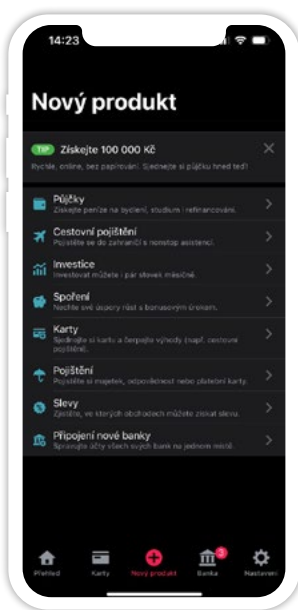 14:23
Nový produkt
TIP Získejte 100 000 Kč
Rychle, online, bez papírování. Sjednejte si půjčku hned teď!
Půjčky
Získejte peníze na bydlení, studium i refinancování.
Cestovní pojištění
Pojistěte se do zahraničí s nonstop asistencí.
Investice
Investovat můžete i pár stovek měsíčně.
Spoření
Nechte své úspory růst s bonusovým úrokem.
Karty
Sjednejte si kartu a čerpejte výhody (např. cestovní
pojištění).
Pojištění
Pojistěte si majetek, odpovědnost nebo platební karty.
Slevy
Zjistěte, ve kterých obchodech můžete získat slevu.
Připojení nové banky
Spravujte účty všech svých bank na jednom místě.
3
Přehled Karty Nový produkt Banka Nastavení